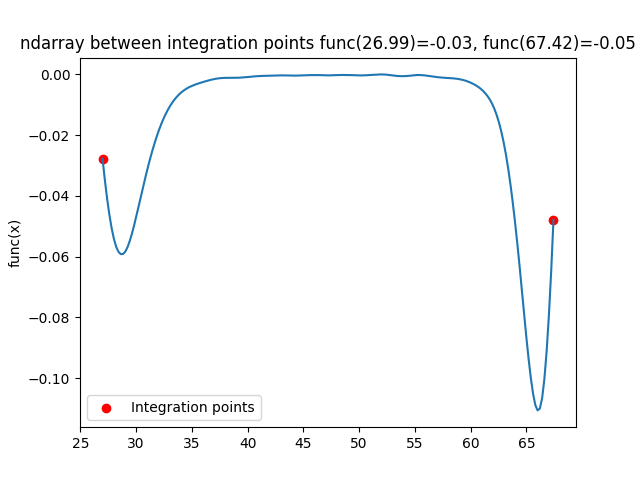 ndarray between integration points func(26.99)=-0.03, func(67.42)=-0.05
0.00
−0.02
−0.04
−0.06
−0.08
−0.10
func(x)
Integration points
25 30 35 40 45 50 55 60 65